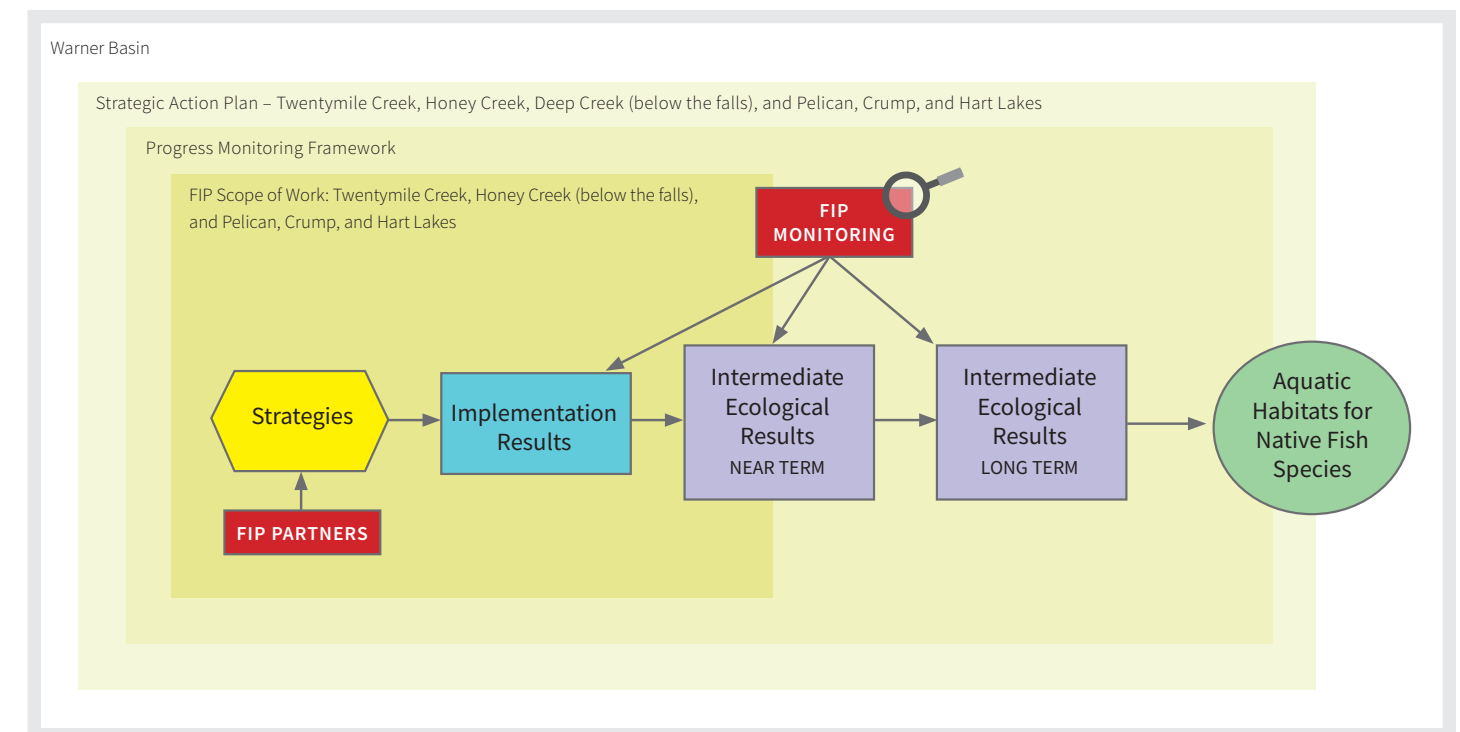 Warner Basin
Strategic Action Plan – Twentymile Creek, Honey Creek, Deep Creek (below the falls), and Pelican, Crump, and Hart Lakes
Progress Monitoring Framework
FIP Scope of Work: Twentymile Creek, Honey Creek (below the falls),
and Pelican, Crump, and Hart Lakes
FIP
MONITORING
Strategies
FIP PARTNERS
Implementation
Results
Intermediate
Ecological
Results
NEAR TERM
Intermediate
Ecological
Results
LONG TERM
Aquatic
Habitats for
Native Fish
Species